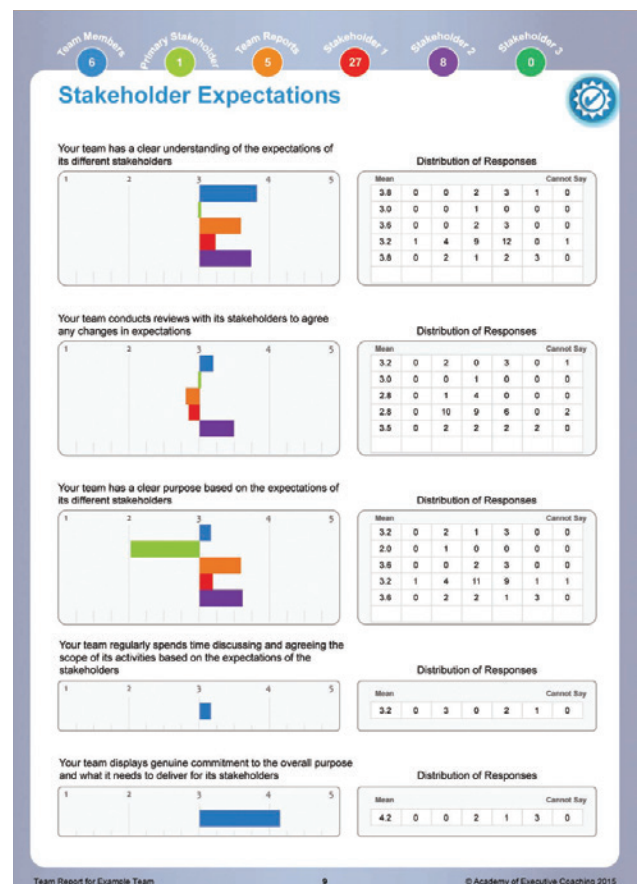 Team Members
Primary Stakeholder
Team Reports
Stakeholder 1
Stakeholder 2
Stakeholder 3
6
1
5
27
8
0
Stakeholder Expectations
Your team has a clear understanding of the expectations of
its different stakeholders
Distribution of Responses
1 2 3 4 5
Mean Cannot Say
3.8 0 0 2 3 1 0
3.0 0 0 1 0 0 0
3.6 0 0 2 3 0 0
3.2 1 4 9 12 0 1
3.8 0 2 1 2 3 0
Your team conducts reviews with its stakeholders to agree
any changes in expectations
Distribution of Responses
1 2 3 4 5
Mean Cannot Say
3.2 0 2 0 3 0 1
3.0 0 0 1 0 0 0
2.8 0 1 4 0 0 0
2.8 0 10 9 6 0 2
3.5 0 2 2 2 2 0
Your team has a clear purpose based on the expectations of
its different stakeholders
Distribution of Responses
1 2 3 4 5
Mean Cannot Say
3.2 0 2 1 3 0 0
2.0 0 1 0 0 0 0
3.6 0 0 2 3 0 0
3.2 1 4 11 9 1 1
3.6 0 2 2 1 3 0
Your team regularly spends time discussing and agreeing the
scope of its activities based on the expectations of the
stakeholders
Distribution of Responses
1 2 3 4 5
Mean Cannot Say
3.2 0 3 0 2 1 0
Your team displays genuine commitment to the overall purpose
and what it needs to deliver for its stakeholders
Distribution of Responses
1 2 3 4 5
Mean Cannot Say
4.2 0 0 2 1 3 0
Team Report for Example Team 9 © Academy of Executive Coaching 2015